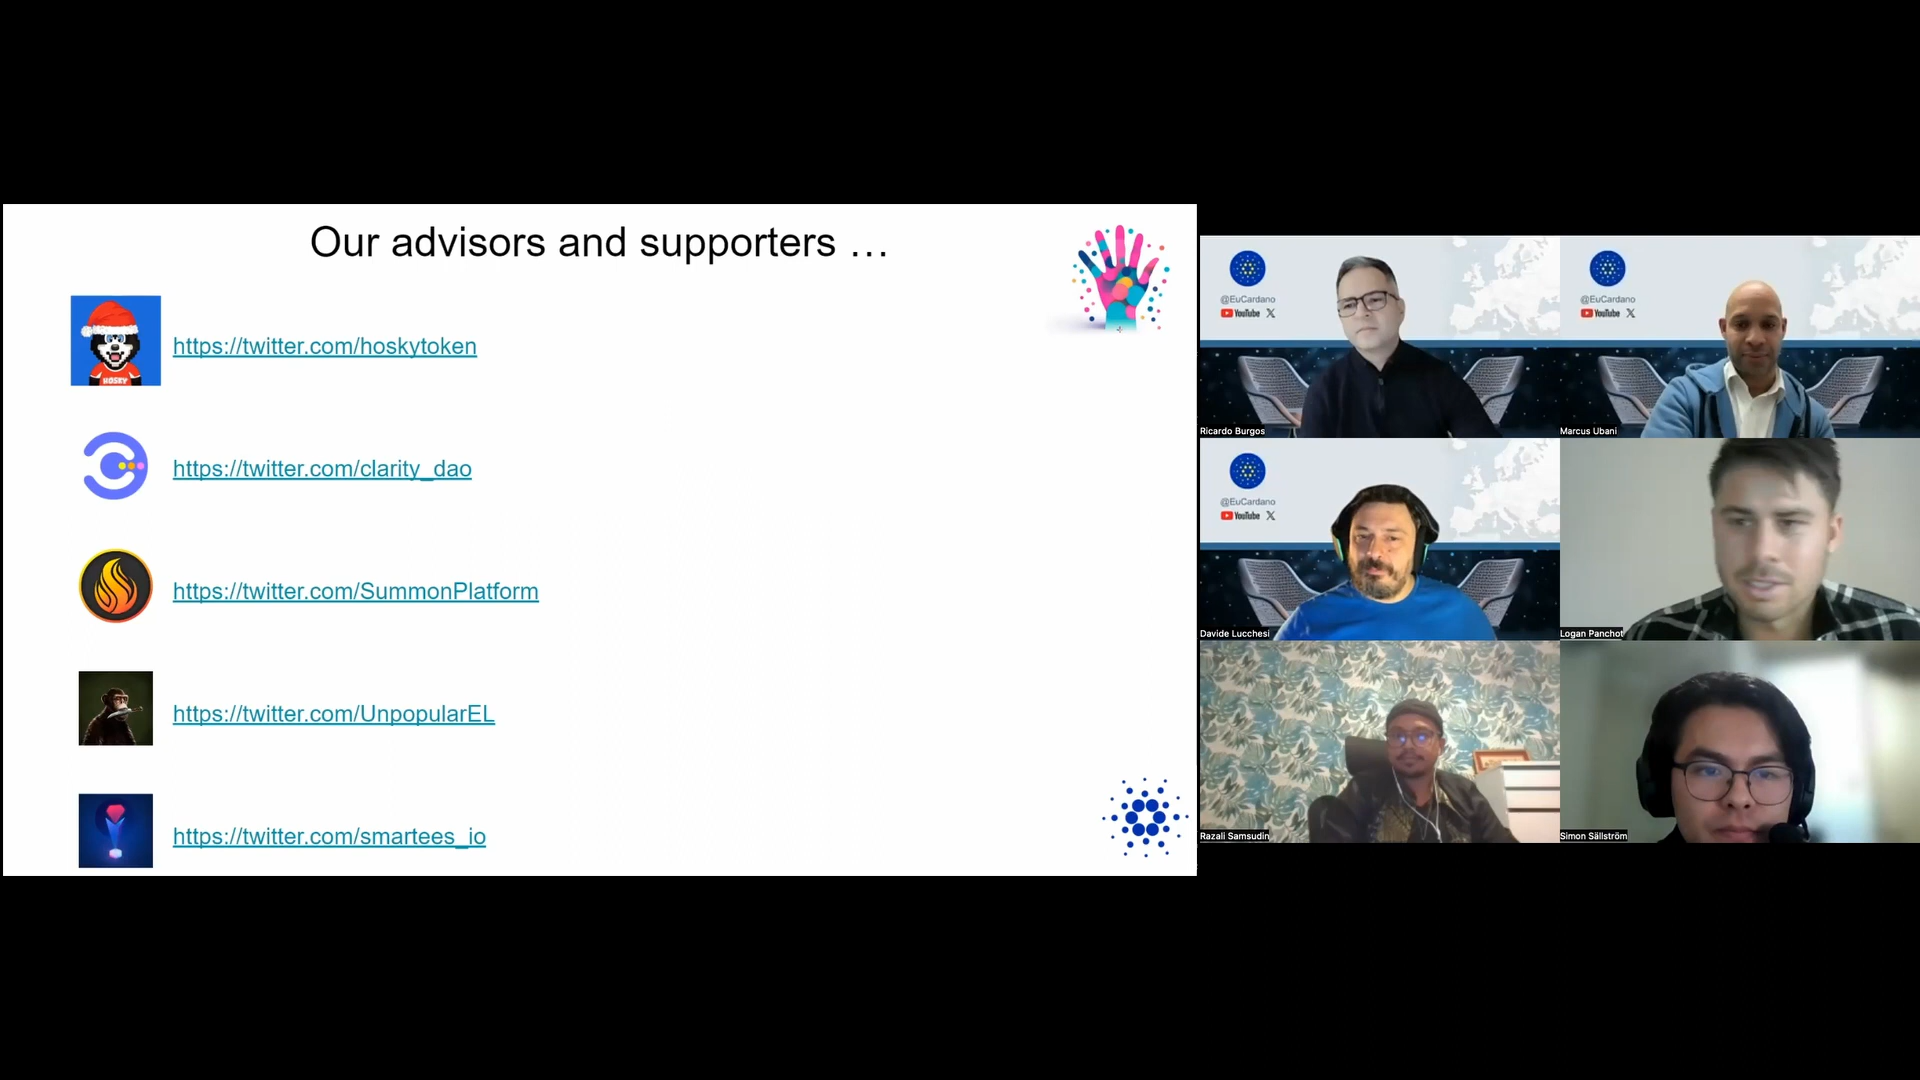 Our advisors and supporters ...
HOSKY
https://twitter.com/hoskytoken
https://twitter.com/clarity_dao
https://twitter.com/SummonPlatform
https://twitter.com/UnpopularEL
https://twitter.com/smartees_io
@EuCardano
YouTube X
Ricardo Burgos
@EuCardano
YouTube X
Marcus Ubani
@EuCardano
YouTube X
Davide Lucchesi
Logan Panchot
Razali Samsudin
Simon Sällström